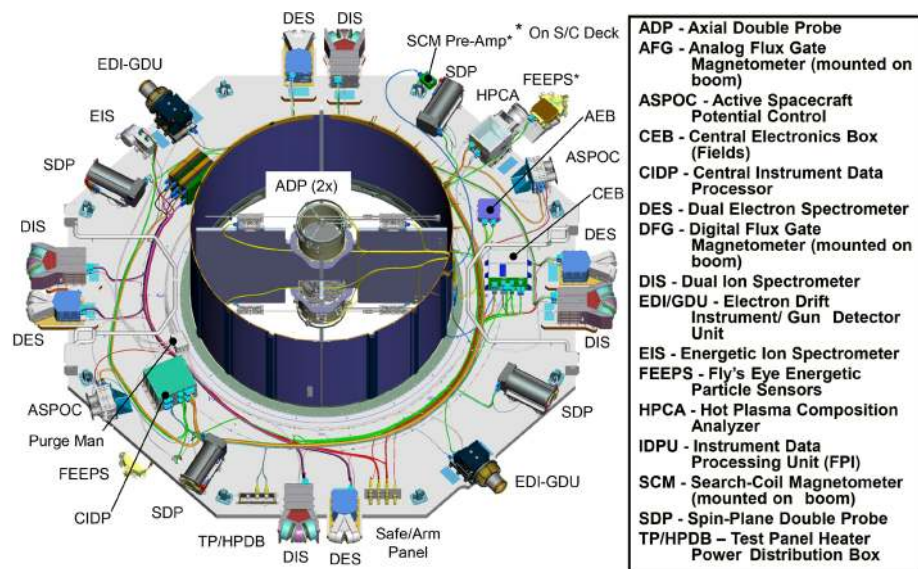 DES
DIS
* On S/C Deck
SCM Pre-Amp*
EDI-GDU
SDP
FEEPS*
HPCA
EIS
AEB
ASPOC
SDP
ADP (2x)
CEB
DIS
DES
DES
DIS
ASPOC
SDP
Purge Man
FEEPS
EDI-GDU
CIDP
SDP
TP/HPDB
Safe/Arm
Panel
DIS
DES
ADP - Axial Double Probe
AFG - Analog Flux Gate
Magnetometer (mounted on
boom)
ASPOC - Active Spacecraft
Potential Control
CEB - Central Electronics Box
(Fields)
CIDP - Central Instrument Data
Processor
DES - Dual Electron Spectrometer
DFG - Digital Flux Gate
Magnetometer (mounted on
boom)
DIS - Dual Ion Spectrometer
EDI/GDU - Electron Drift
Instrument/ Gun Detector
Unit
EIS - Energetic Ion Spectrometer
FEEPS - Fly's Eye Energetic
Particle Sensors
HPCA - Hot Plasma Composition
Analyzer
IDPU - Instrument Data
Processing Unit (FPI)
SCM - Search-Coil Magnetometer
(mounted on boom)
SDP - Spin-Plane Double Probe
TP/HPDB – Test Panel Heater
Power Distribution Box